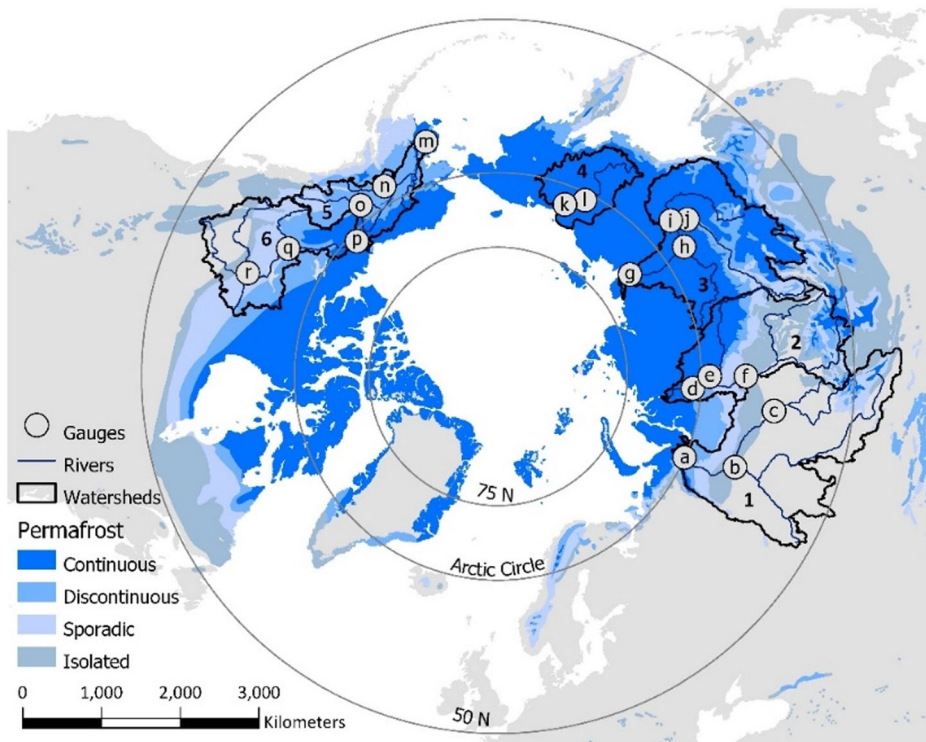 m
n
o
5
6
q
p
r
4
l
k
i
j
h
g
3
2
e
f
d
c
a
b
1
75 N
Arctic Circle
50 N
Gauges
Rivers
Watersheds
Permafrost
Continuous
Discontinuous
Sporadic
Isolated
0 1,000 2,000 3,000
Kilometers